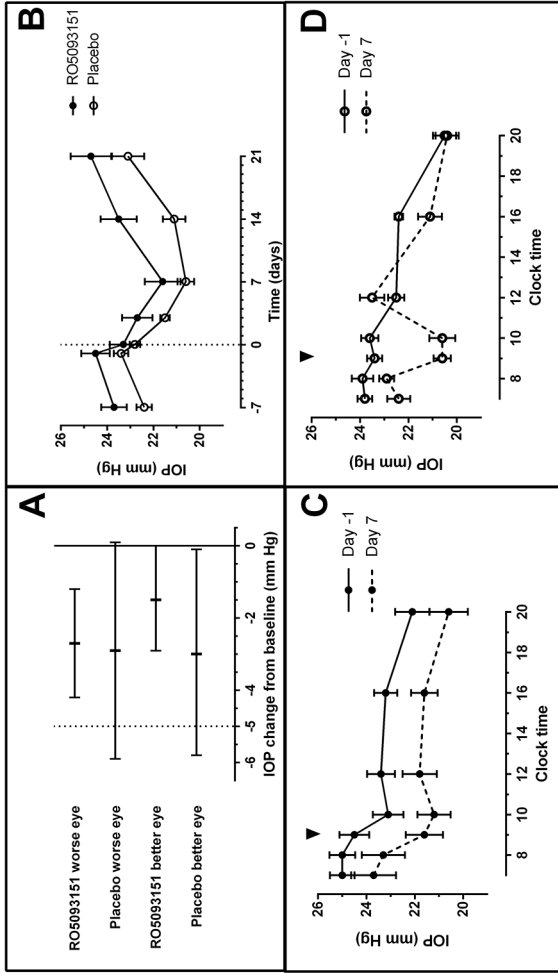 A
RO5093151 worse eye
Placebo worse eye
RO5093151 better eye
Placebo better eye
-6
-5
-4
-2
0
IOP change from baseline (mm Hg)
B
RO5093151
Placebo
26
24
22
20
IOP (mm Hg)
-7
0
7
14
21
Time (days)
C
Day -1
Day 7
26
24
22
20
IOP (mm Hg)
8
10
12
14
16
18
20
Clock time
D
Day -1
Day 7
26
24
22
20
IOP (mm Hg)
8
10
12
14
16
18
20
Clock time